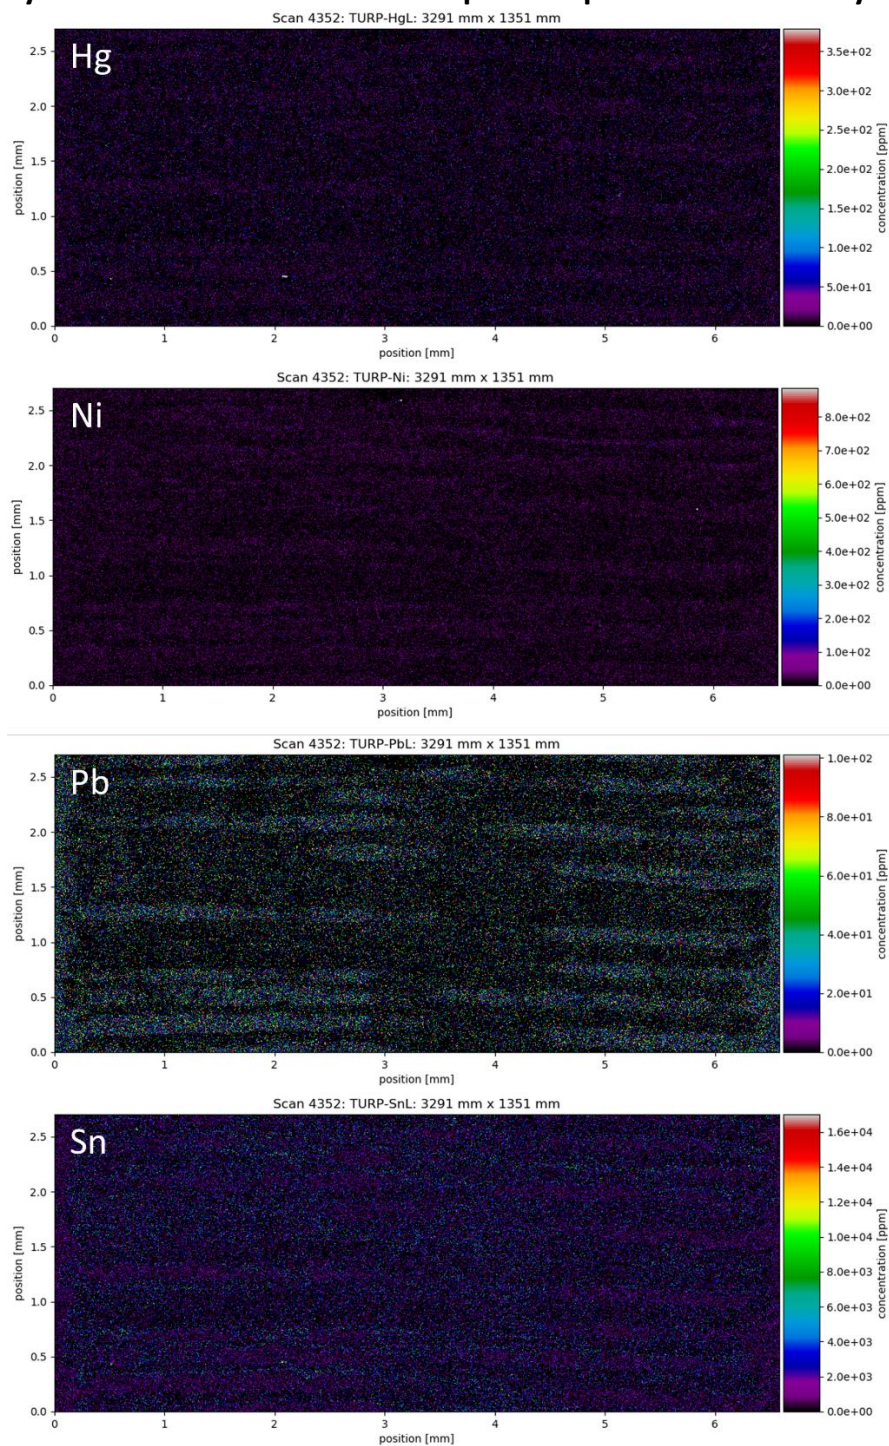 Scan 4352: TURP-HgL: 3291 mm x 1351 mm
Hg
2.5
2.0
1.5
1.0
0.5
0.0
position [mm]
0 1 2 3 4 5 6
position [mm]
3.5e+02
3.0e+02
2.5e+02
2.0e+02
1.5e+02
1.0e+02
5.0e+01
0.0e+00
concentration [ppm]
Scan 4352: TURP-Ni: 3291 mm x 1351 mm
Ni
2.5
2.0
1.5
1.0
0.5
0.0
position [mm]
0 1 2 3 4 5 6
position [mm]
8.0e+02
7.0e+02
6.0e+02
5.0e+02
4.0e+02
3.0e+02
2.0e+02
1.0e+02
0.0e+00
concentration [ppm]
Scan 4352: TURP-PbL: 3291 mm x 1351 mm
Pb
2.5
2.0
1.5
1.0
0.5
0.0
position [mm]
0 1 2 3 4 5 6
position [mm]
1.0e+02
8.0e+01
6.0e+01
4.0e+01
2.0e+01
0.0e+00
concentration [ppm]
Scan 4352: TURP-SnL: 3291 mm x 1351 mm
Sn
2.5
2.0
1.5
1.0
0.5
0.0
position [mm]
0 1 2 3 4 5 6
position [mm]
1.6e+04
1.4e+04
1.2e+04
1.0e+04
8.0e+03
6.0e+03
4.0e+03
2.0e+03
0.0e+00
concentration [ppm]